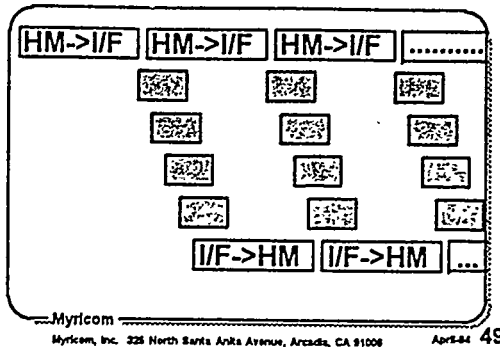 HM->I/F HM->I/F HM->I/F ..........
I/F->HM I/F->HM ...
Myricom
Myricom, Inc. 325 North Santa Anita Avenue, Arcadia, CA 91006 April-94 49